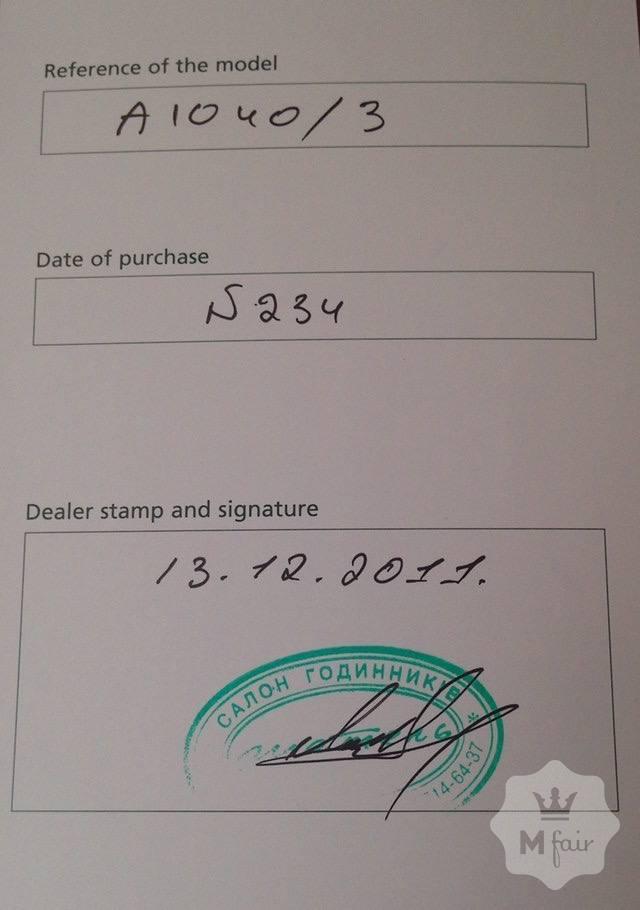 Reference of the model
A1040/3
Date of purchase
N234
Dealer stamp and signature
13.12.2011.
САЛОН ГОДИННИКІВ *
14-64-37
M fair